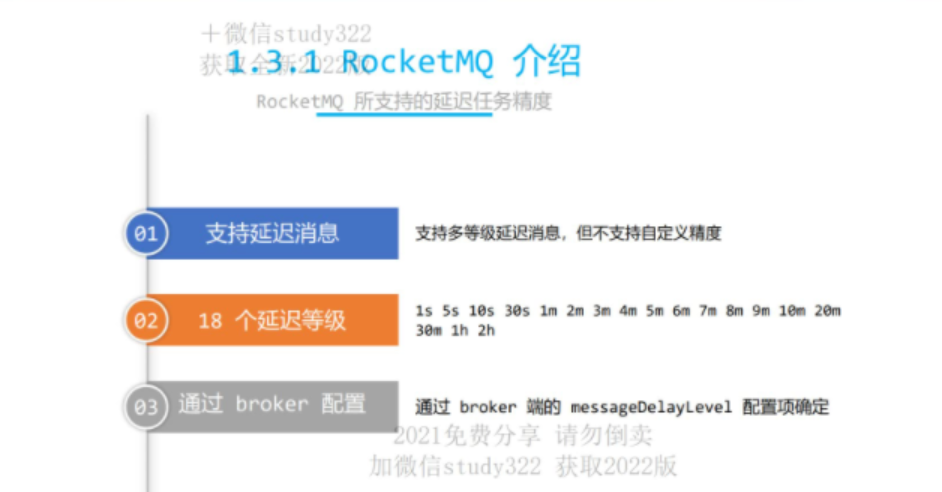 ＋微信study322
获取全新2022版
1.3.1 RocketMQ 介绍
RocketMQ 所支持的延迟任务精度
01 支持延迟消息 支持多等级延迟消息，但不支持自定义精度
02 18 个延迟等级 1s 5s 10s 30s 1m 2m 3m 4m 5m 6m 7m 8m 9m 10m 20m
30m 1h 2h
03 通过 broker 配置 通过 broker 端的 messageDelayLevel 配置项确定
2021免费分享 请勿倒卖
加微信study322 获取2022版